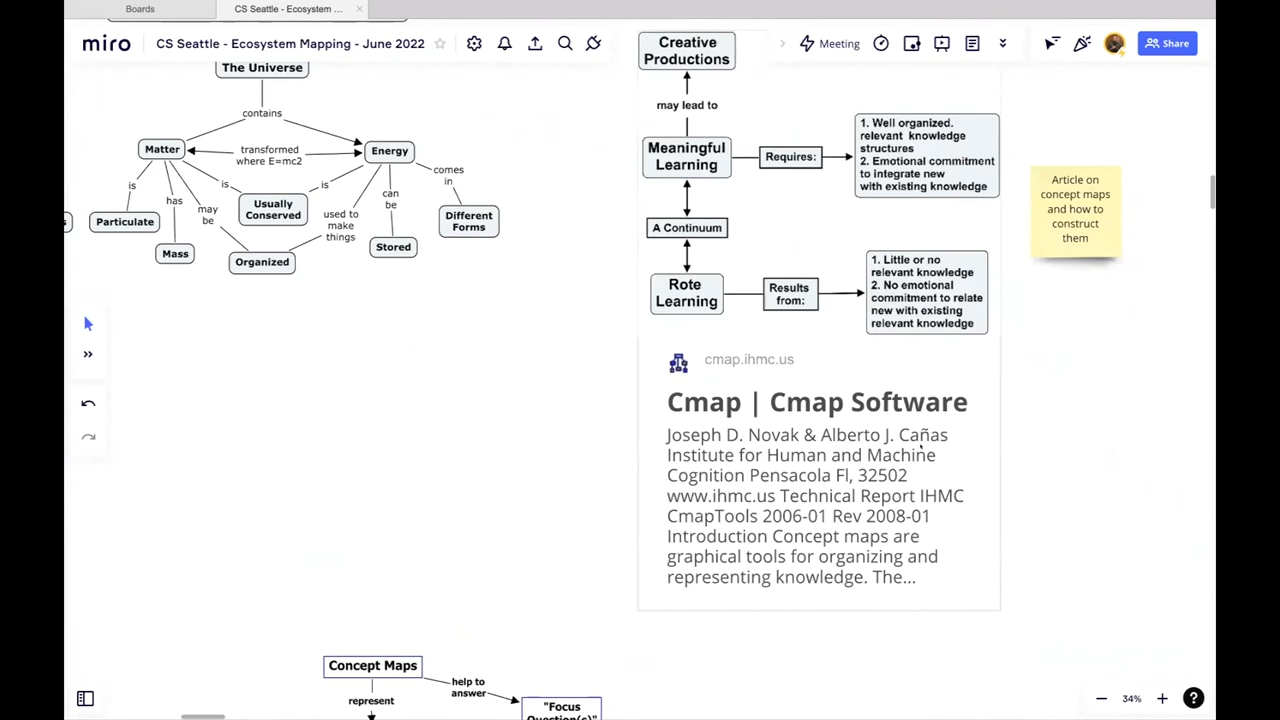 Boards
CS Seattle - Ecosystem ...
miro
CS Seattle - Ecosystem Mapping - June 2022
Meeting
Share
The Universe
contains
Matter
transformed
where E=mc2
Energy
is
has
may
be
is
is
used to
make
things
can
be
comes
in
Particulate
Mass
Usually
Conserved
Organized
Stored
Different
Forms
s
Creative
Productions
may lead to
Meaningful
Learning
Requires:
1. Well organized.
relevant knowledge
structures
2. Emotional commitment
to integrate new
with existing knowledge
A Continuum
Rote
Learning
Results
from:
1. Little or no
relevant knowledge
2. No emotional
commitment to relate
new with existing
relevant knowledge
Article on
concept maps
and how to
construct
them
cmap.ihmc.us
Cmap | Cmap Software
Joseph D. Novak & Alberto J. Cañas
Institute for Human and Machine
Cognition Pensacola Fl, 32502
www.ihmc.us Technical Report IHMC
CmapTools 2006-01 Rev 2008-01
Introduction Concept maps are
graphical tools for organizing and
representing knowledge. The...
Concept Maps
help to
answer
represent
"Focus
Question(s)"
34%